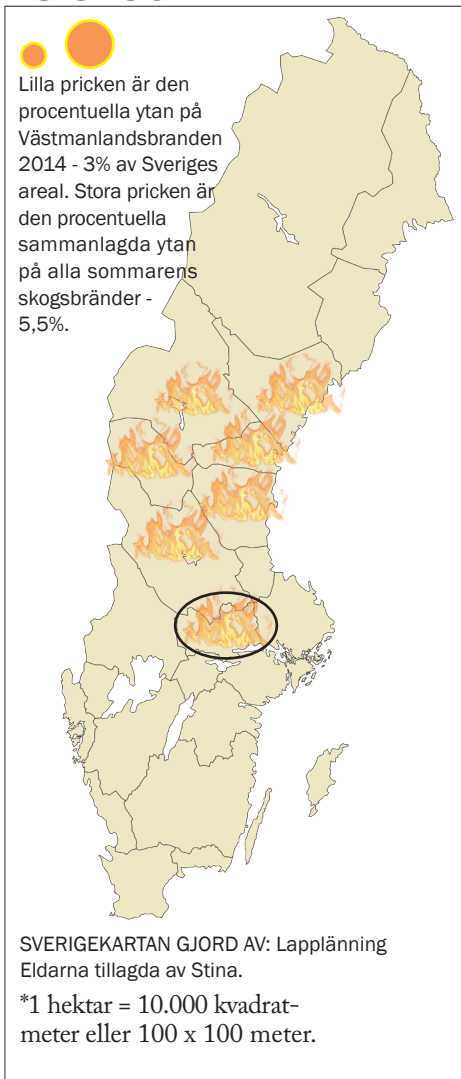 Lilla pricken är den
procentuella ytan på
Västmanlandsbranden
2014 - 3% av Sveriges
areal. Stora pricken är
den procentuella
sammanlagda ytan
på alla sommarens
skogsbränder -
5,5%.
SVERIGEKARTAN GJORD AV: Lapplänning
Eldarna tillagda av Stina.
*1 hektar = 10.000 kvadrat-
meter eller 100 x 100 meter.